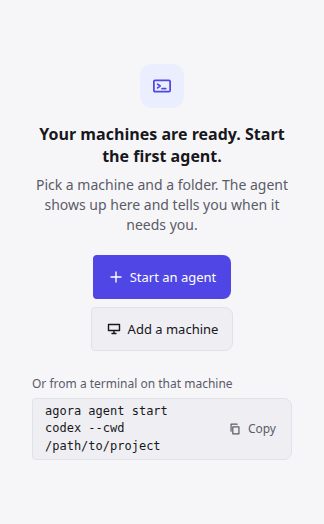 Your machines are ready. Start
the first agent.
Pick a machine and a folder. The agent
shows up here and tells you when it
needs you.
Start an agent
Add a machine
Or from a terminal on that machine
agora agent start
codex --cwd
/path/to/project
Copy